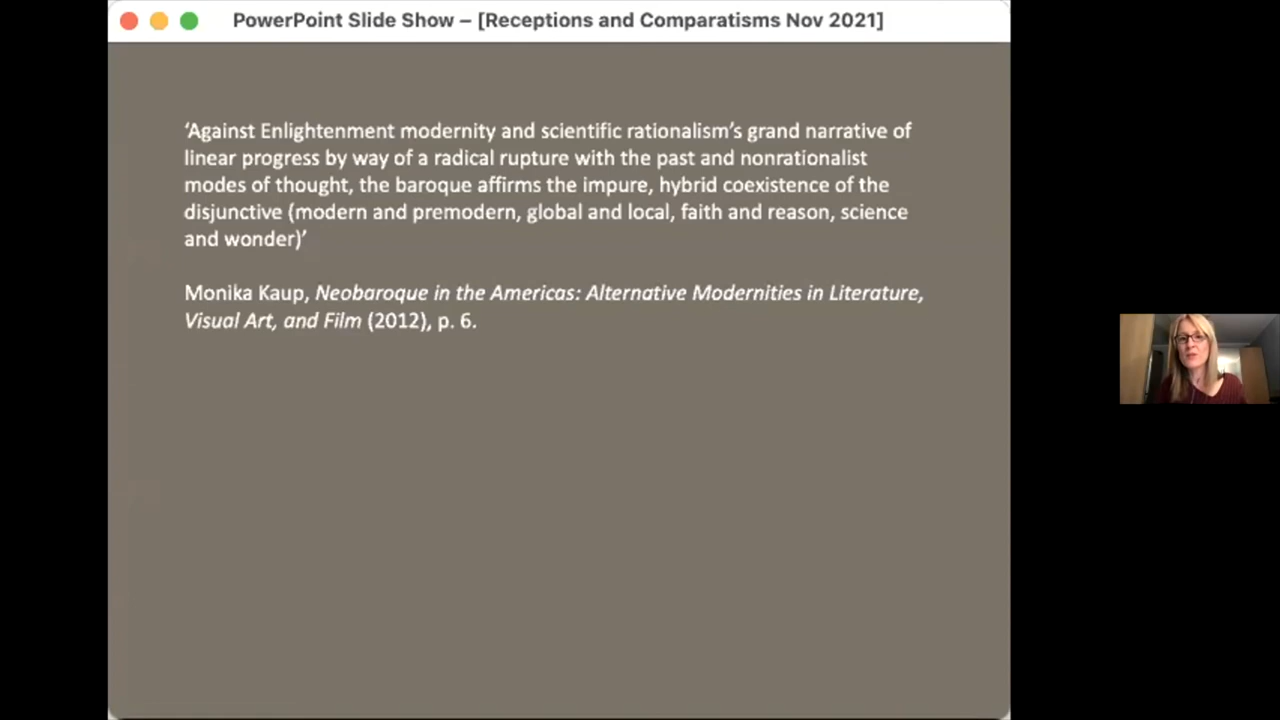 PowerPoint Slide Show – [Receptions and Comparatisms Nov 2021]
‘Against Enlightenment modernity and scientific rationalism’s grand narrative of
linear progress by way of a radical rupture with the past and nonrationalist
modes of thought, the baroque affirms the impure, hybrid coexistence of the
disjunctive (modern and premodern, global and local, faith and reason, science
and wonder)’
Monika Kaup, Neobaroque in the Americas: Alternative Modernities in Literature,
Visual Art, and Film (2012), p. 6.